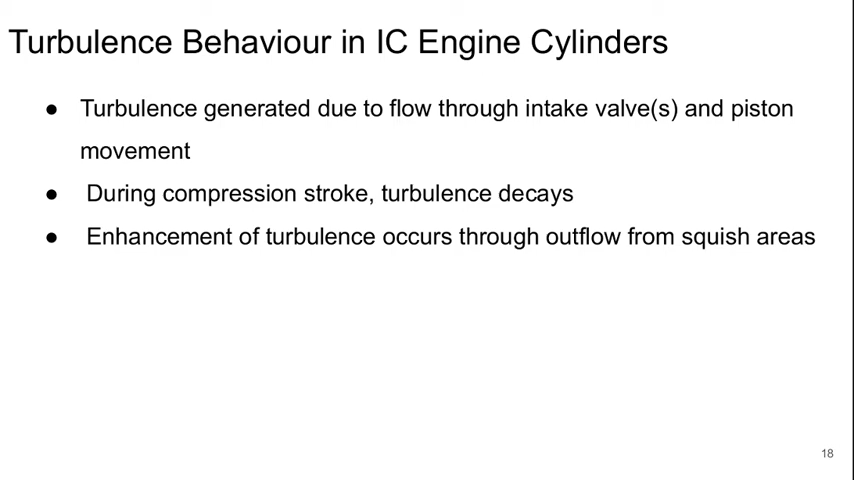 Turbulence Behaviour in IC Engine Cylinders
● Turbulence generated due to flow through intake valve(s) and piston
movement
● During compression stroke, turbulence decays
● Enhancement of turbulence occurs through outflow from squish areas
18